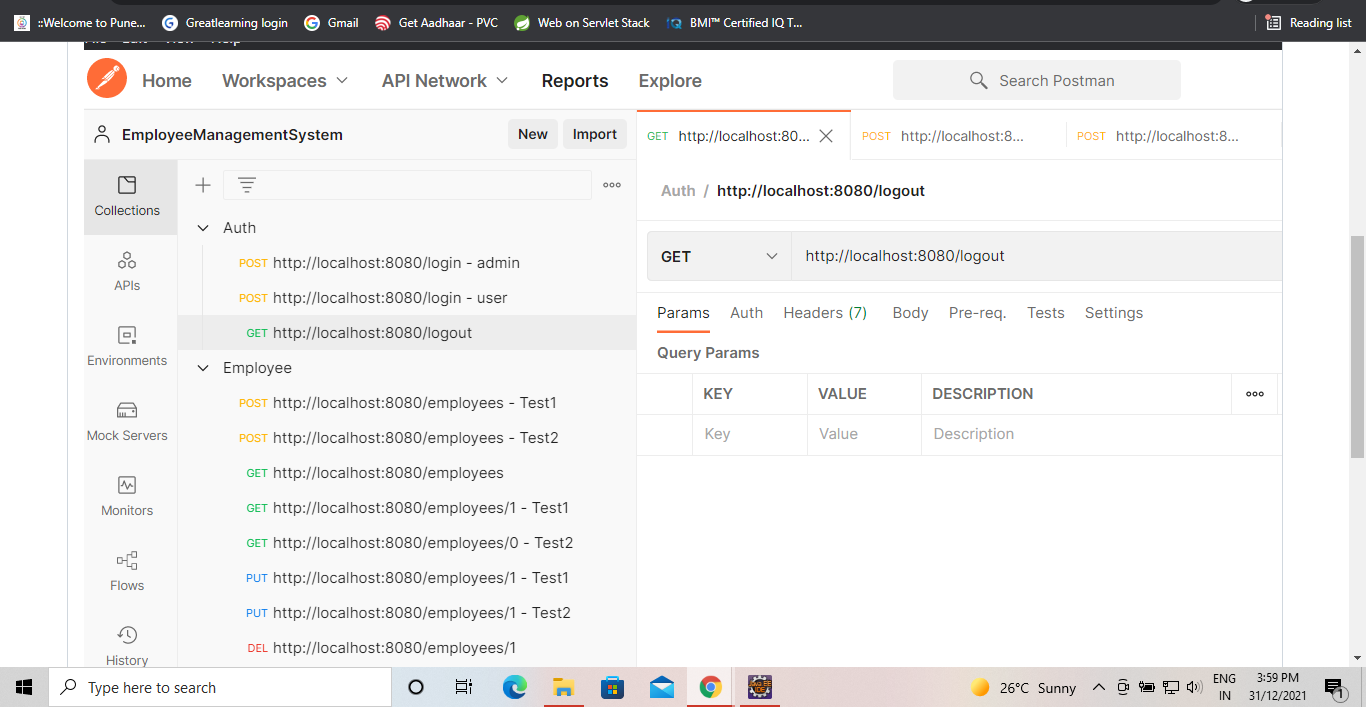 ::Welcome to Pune...
Greatlearning login
Gmail
Get Aadhaar - PVC
Web on Servlet Stack
BMI™ Certified IQ T...
Reading list
Home
Workspaces
API Network
Reports
Explore
Search Postman
EmployeeManagementSystem
New
Import
GET http://localhost:80...
POST http://localhost:8...
POST http://localhost:8...
Collections
APIs
Environments
Mock Servers
Monitors
Flows
History
Auth
POST http://localhost:8080/login - admin
POST http://localhost:8080/login - user
GET http://localhost:8080/logout
Employee
POST http://localhost:8080/employees - Test1
POST http://localhost:8080/employees - Test2
GET http://localhost:8080/employees
GET http://localhost:8080/employees/1 - Test1
GET http://localhost:8080/employees/0 - Test2
PUT http://localhost:8080/employees/1 - Test1
PUT http://localhost:8080/employees/1 - Test2
DEL http://localhost:8080/employees/1
Auth / http://localhost:8080/logout
GET http://localhost:8080/logout
Params Auth Headers (7) Body Pre-req. Tests Settings
Query Params
KEY VALUE DESCRIPTION
Key Value Description
Type here to search
26°C Sunny
ENG
IN
3:59 PM
31/12/2021
1